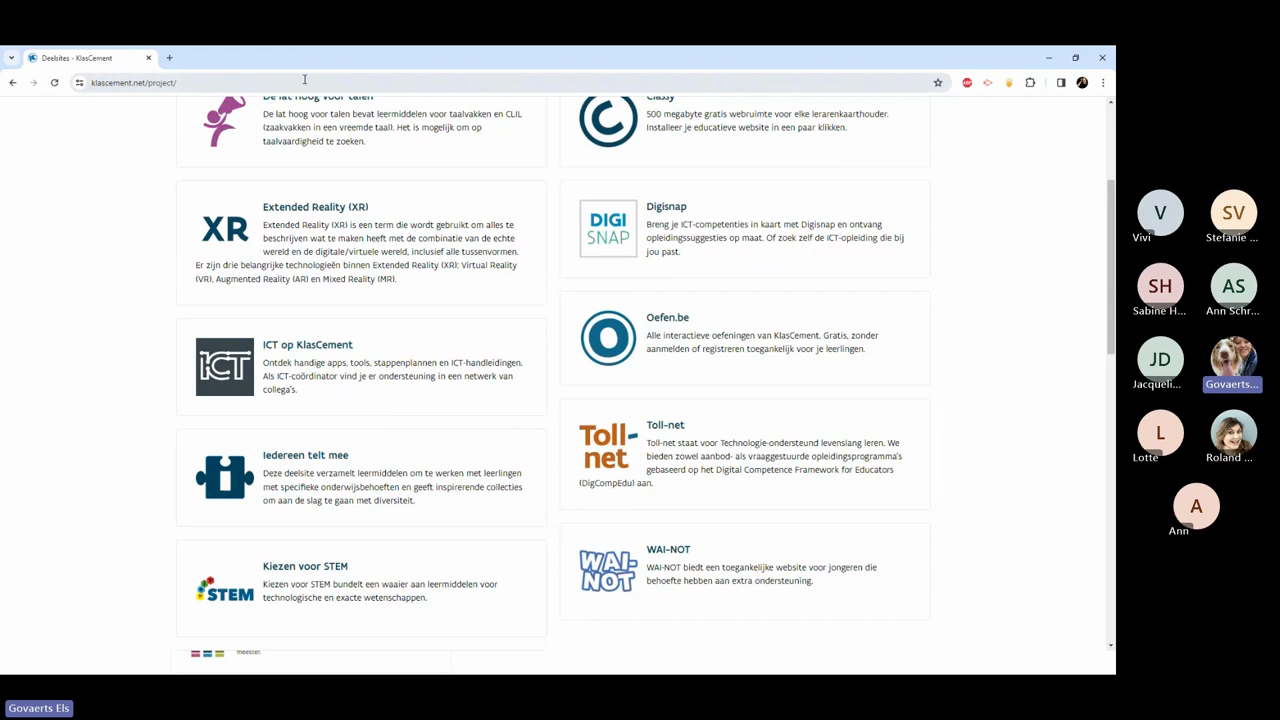 Deelsites - KlasCement
klascement.net/project/
De lat hoog voor talen
De lat hoog voor talen bevat leermiddelen voor taalvakken en CLIL
(zaakvakken in een vreemde taal). Het is mogelijk om op
taalvaardigheid te zoeken.
XR
Extended Reality (XR)
Extended Reality (XR) is een term die wordt gebruikt om alles te
beschrijven wat te maken heeft met de combinatie van de echte
wereld en de digitale/virtuele wereld, inclusief alle tussenvormen.
Er zijn drie belangrijke technologieën binnen Extended Reality (XR): Virtual Reality
(VR), Augmented Reality (AR) en Mixed Reality (MR).
ICT
ICT op KlasCement
Ontdek handige apps, tools, stappenplannen en ICT-handleidingen.
Als ICT-coördinator vind je er ondersteuning in een netwerk van
collega's.
i
Iedereen telt mee
Deze deelsite verzamelt leermiddelen om te werken met leerlingen
met specifieke onderwijsbehoeften en geeft inspirerende collecties
om aan de slag te gaan met diversiteit.
STEM
Kiezen voor STEM
Kiezen voor STEM bundelt een waaier aan leermiddelen voor
technologische en exacte wetenschappen.
meester.
C
Classy
500 megabyte gratis webruimte voor elke lerarenkaarthouder.
Installeer je educatieve website in een paar klikken.
DIGI
SNAP
Digisnap
Breng je ICT-competenties in kaart met Digisnap en ontvang
opleidingssuggesties op maat. Of zoek zelf de ICT-opleiding die bij
jou past.
O
Oefen.be
Alle interactieve oefeningen van KlasCement. Gratis, zonder
aanmelden of registreren toegankelijk voor je leerlingen.
Toll-
net
Toll-net
Toll-net staat voor Technologie-ondersteund levenslang leren. We
bieden zowel aanbod- als vraaggestuurde opleidingsprogramma's
gebaseerd op het Digital Competence Framework for Educators
(DigCompEdu) aan.
WAI-
NOT
WAI-NOT
WAI-NOT biedt een toegankelijke website voor jongeren die
behoefte hebben aan extra ondersteuning.
V
Vivi
SV
Stefanie ...
SH
Sabine H...
AS
Ann Schr...
JD
Jacqueli...
Govaerts...
L
Lotte
Roland ...
A
Ann
Govaerts Els